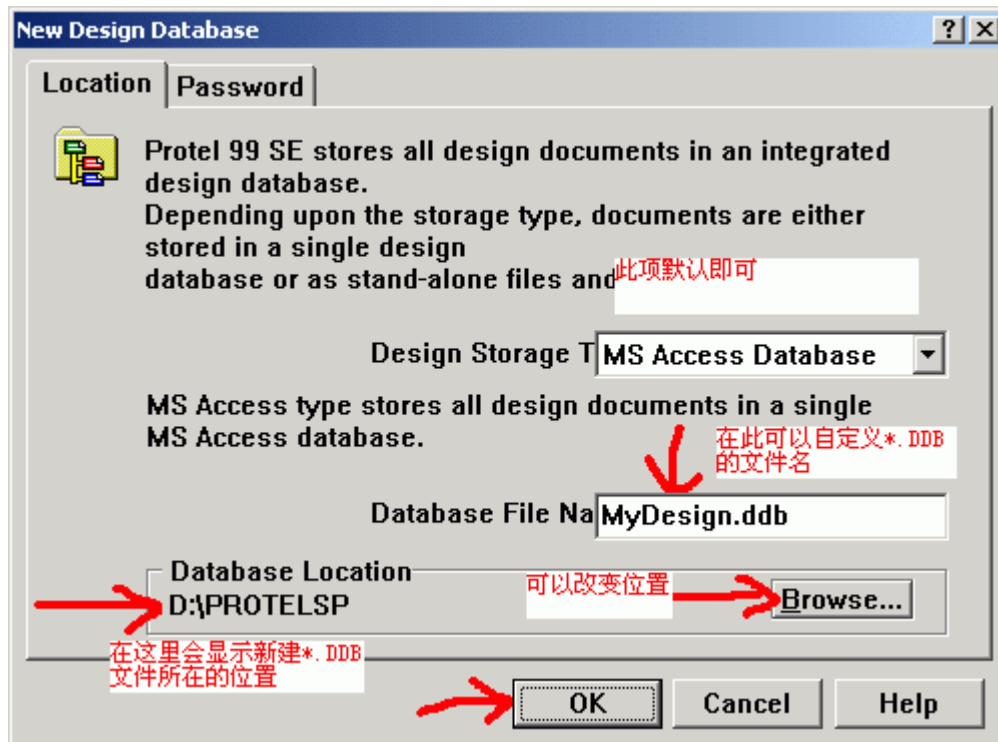 New Design Database
Location Password
Protel 99 SE stores all design documents in an integrated
design database.
Depending upon the storage type, documents are either
stored in a single design
database or as stand-alone files and
此项默认即可
Design Storage T MS Access Database
MS Access type stores all design documents in a single
MS Access database.
在此可以自定义*.DDB
的文件名
Database File Na MyDesign.ddb
Database Location
D:\PROTELSP
可以改变位置
Browse...
在这里会显示新建*.DDB
文件所在的位置
OK Cancel Help